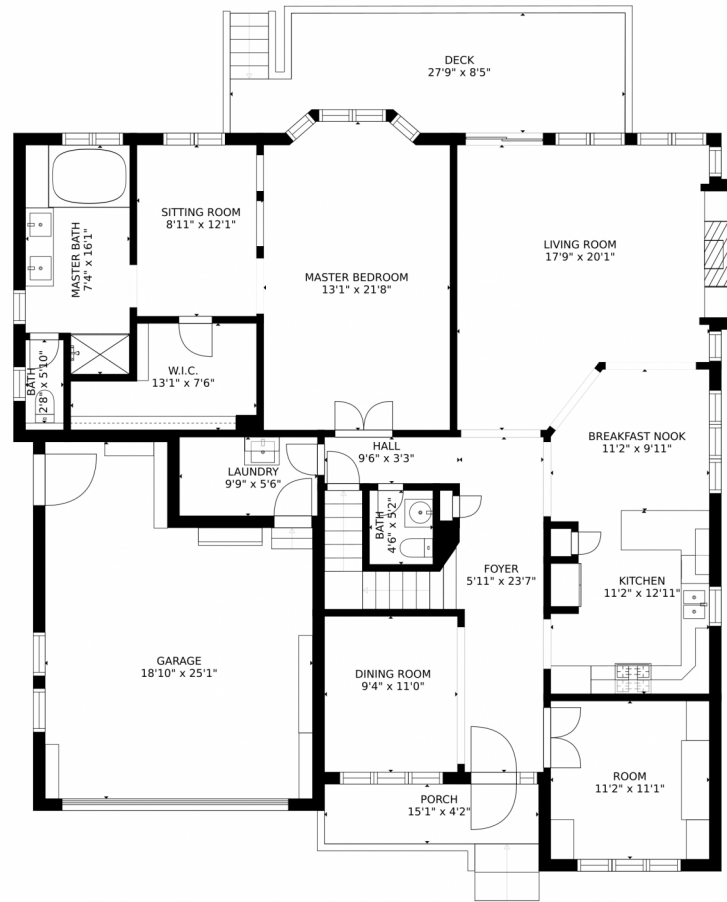 DECK
27'9" x 8'5"
SITTING ROOM
8'11" x 12'1"
MASTER BATH
7'4" x 16'1"
LIVING ROOM
17'9" x 20'1"
MASTER BEDROOM
13'1" x 21'8"
BATH
2'8" x 5'10"
W.I.C.
13'1" x 7'6"
HALL
9'6" x 3'3"
BREAKFAST NOOK
11'2" x 9'11"
LAUNDRY
9'9" x 5'6"
BATH
4'6" x 5'2"
FOYER
5'11" x 23'7"
KITCHEN
11'2" x 12'11"
GARAGE
18'10" x 25'1"
DINING ROOM
9'4" x 11'0"
ROOM
11'2" x 11'1"
PORCH
15'1" x 4'2"